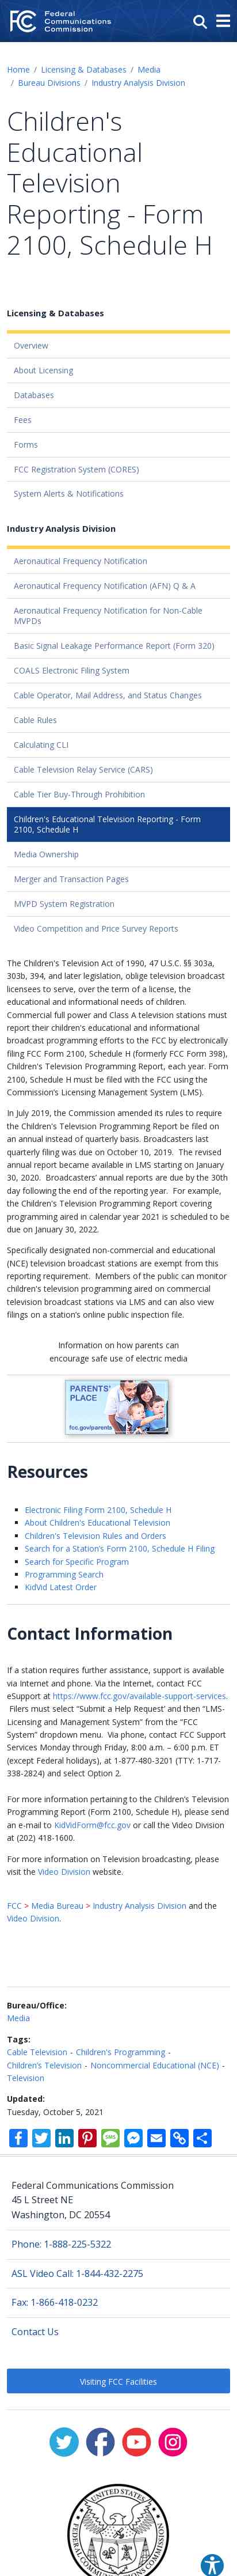 Federal
Communications
Commission
Home / Licensing & Databases / Media
/ Bureau Divisions / Industry Analysis Division
Children's
Educational
Television
Reporting - Form
2100, Schedule H
Licensing & Databases
Overview
About Licensing
Databases
Fees
Forms
FCC Registration System (CORES)
System Alerts & Notifications
Industry Analysis Division
Aeronautical Frequency Notification
Aeronautical Frequency Notification (AFN) Q & A
Aeronautical Frequency Notification for Non-Cable
MVPDs
Basic Signal Leakage Performance Report (Form 320)
COALS Electronic Filing System
Cable Operator, Mail Address, and Status Changes
Cable Rules
Calculating CLI
Cable Television Relay Service (CARS)
Cable Tier Buy-Through Prohibition
Children's Educational Television Reporting - Form
2100, Schedule H
Media Ownership
Merger and Transaction Pages
MVPD System Registration
Video Competition and Price Survey Reports
The Children's Television Act of 1990, 47 U.S.C. §§ 303a,
303b, 394, and later legislation, oblige television broadcast
licensees to serve, over the term of a license, the
educational and informational needs of children.
Commercial full power and Class A television stations must
report their children's educational and informational
broadcast programming efforts to the FCC by electronically
filing FCC Form 2100, Schedule H (formerly FCC Form 398),
Children's Television Programming Report, each year. Form
2100, Schedule H must be filed with the FCC using the
Commission's Licensing Management System (LMS).
In July 2019, the Commission amended its rules to require
the Children's Television Programming Report be filed on
an annual instead of quarterly basis. Broadcasters last
quarterly filing was due on October 10, 2019. The revised
annual report became available in LMS starting on January
30, 2020. Broadcasters' annual reports are due by the 30th
day following the end of the reporting year. For example,
the Children's Television Programming Report covering
programming aired in calendar year 2021 is scheduled to be
due on January 30, 2022.
Specifically designated non-commercial and educational
(NCE) television broadcast stations are exempt from this
reporting requirement. Members of the public can monitor
children's television programming aired on commercial
television broadcast stations via LMS and can also view
filings on a station's online public inspection file.
Information on how parents can
encourage safe use of electric media
PARENTS'
PLACE
fcc.gov/parents
Resources
Electronic Filing Form 2100, Schedule H
About Children's Educational Television
Children's Television Rules and Orders
Search for a Station's Form 2100, Schedule H Filing
Search for Specific Program
Programming Search
KidVid Latest Order
Contact Information
If a station requires further assistance, support is available
via Internet and phone. Via the Internet, contact FCC
eSupport at https://www.fcc.gov/available-support-services.
Filers must select “Submit a Help Request’ and then “LMS-
Licensing and Management System” from the “FCC
System” dropdown menu. Via phone, contact FCC Support
Services Monday through Friday, 8:00 a.m. – 6:00 p.m. ET
(except Federal holidays), at 1-877-480-3201 (TTY: 1-717-
338-2824) and select Option 2.
For more information pertaining to the Children’s Television
Programming Report (Form 2100, Schedule H), please send
an e-mail to KidVidForm@fcc.gov or call the Video Division
at (202) 418-1600.
For more information on Television broadcasting, please
visit the Video Division website.
FCC > Media Bureau > Industry Analysis Division and the
Video Division.
Bureau/Office:
Media
Tags:
Cable Television - Children's Programming -
Children’s Television - Noncommercial Educational (NCE) -
Television
Updated:
Tuesday, October 5, 2021
Federal Communications Commission
45 L Street NE
Washington, DC 20554
Phone: 1-888-225-5322
ASL Video Call: 1-844-432-2275
Fax: 1-866-418-0232
Contact Us
Visiting FCC Facilities